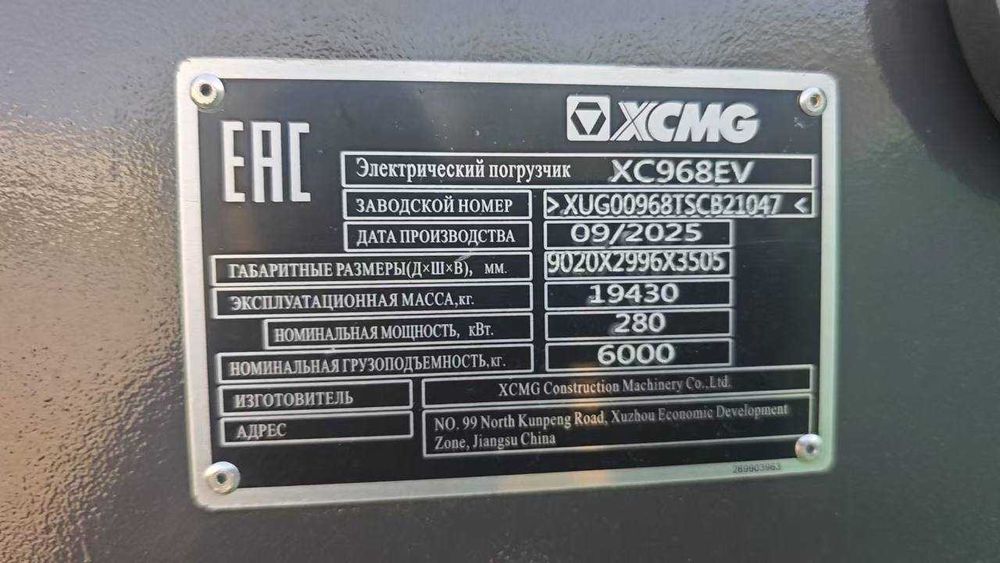 EAC
XCMG
Электрический погрузчик XC968EV
ЗАВОДСКОЙ НОМЕР >XUG00968TSCB21047<
ДАТА ПРОИЗВОДСТВА 09/2025
ГАБАРИТНЫЕ РАЗМЕРЫ(Д×Ш×В), мм. 9020X2996X3505
ЭКСПЛУАТАЦИОННАЯ МАССА,кг. 19430
НОМИНАЛЬНАЯ МОЩНОСТЬ, кВт. 280
НОМИНАЛЬНАЯ ГРУЗОПОДЪЕМНОСТЬ,кг. 6000
ИЗГОТОВИТЕЛЬ XCMG Construction Machinery Co.,Ltd.
АДРЕС NO. 99 North Kunpeng Road, Xuzhou Economic Development
Zone, Jiangsu China
269903963